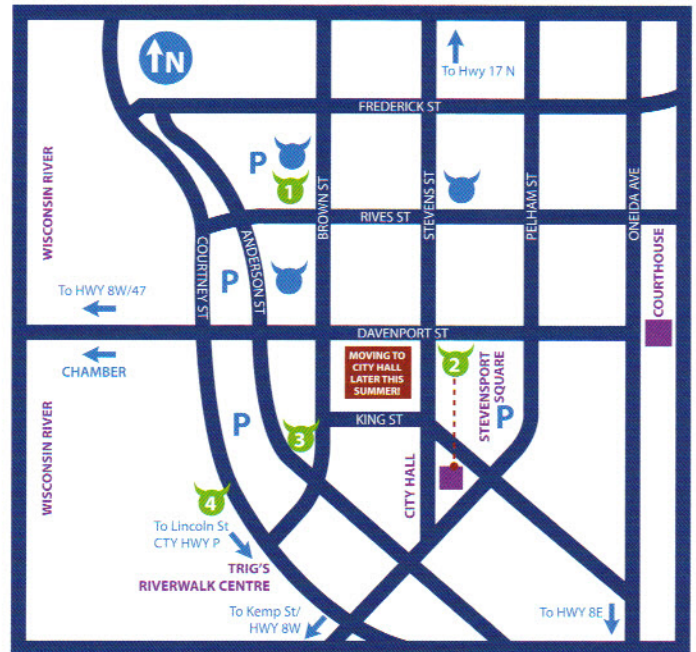 N
To Hwy 17 N
FREDERICK ST
P
1
WISCONSIN RIVER
BROWN ST
STEVENS ST
PELHAM ST
ONEIDA AVE
RIVES ST
COURTNEY ST
ANDERSON ST
P
COURTHOUSE
To HWY 8W/47
DAVENPORT ST
CHAMBER
MOVING TO
CITY HALL
LATER THIS
SUMMER!
2
STEVENSPORT
SQUARE
P
KING ST
P
3
WISCONSIN RIVER
CITY HALL
4
To Lincoln St
CTY HWY P
TRIG'S
RIVERWALK CENTRE
To Kemp St/
HWY 8W
To HWY 8E